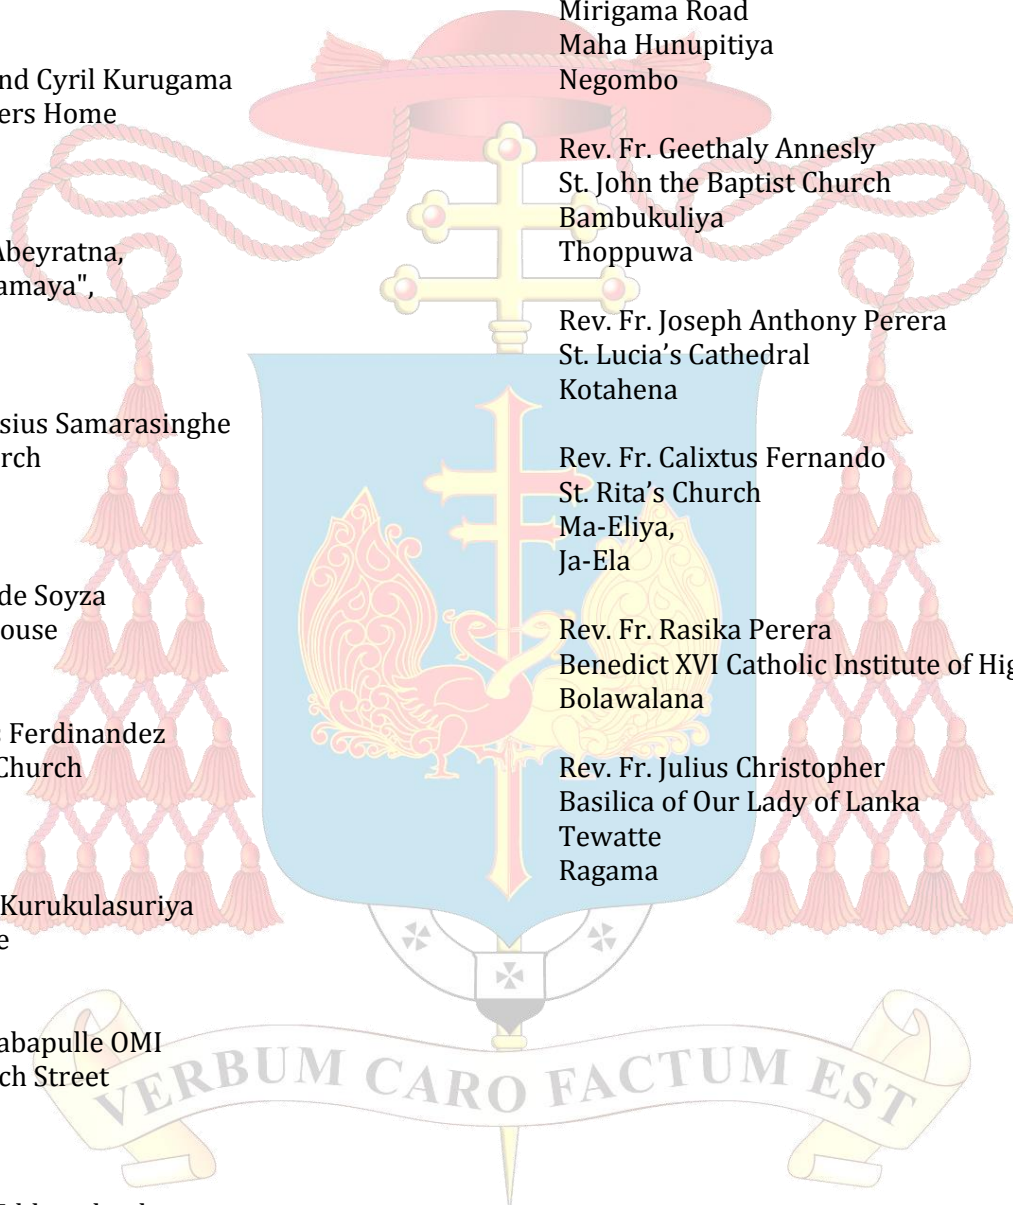 nd Cyril Kurugama
ers Home
Abeyratna,
amaya",
sius Samarasinghe
rch
de Soyza
ouse
Ferdinandez
Church
Kurukulasuriya
e
abapulle OMI
ch Street
Mirigama Road
Maha Hunupitiya
Negombo
Rev. Fr. Geethaly Annesly
St. John the Baptist Church
Bambukuliya
Thoppuwa
Rev. Fr. Joseph Anthony Perera
St. Lucia’s Cathedral
Kotahena
Rev. Fr. Calixtus Fernando
St. Rita’s Church
Ma-Eliya,
Ja-Ela
Rev. Fr. Rasika Perera
Benedict XVI Catholic Institute of Hig
Bolawalana
Rev. Fr. Julius Christopher
Basilica of Our Lady of Lanka
Tewatte
Ragama
VERBUM CARO FACTUM EST